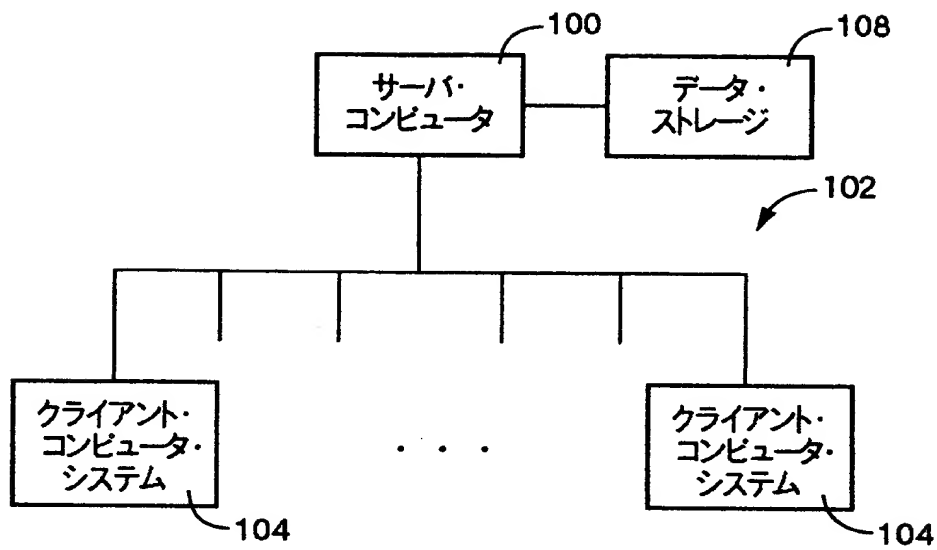 100
サーバ・
コンピュータ
108
データ・
ストレージ
102
クライアント・
コンピュータ・
システム
104
・・・
クライアント・
コンピュータ・
システム
104